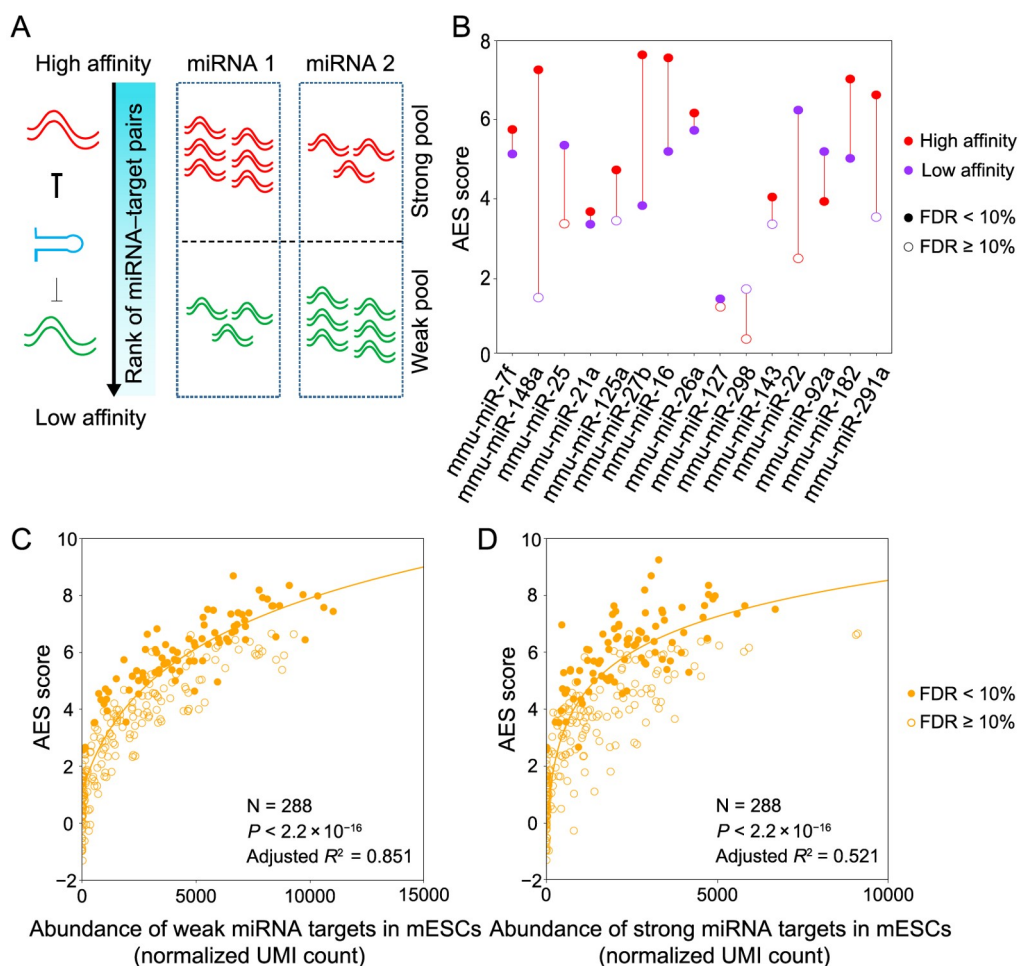 A
High affinity
miRNA 1
miRNA 2
Rank of miRNA–target pairs
Strong pool
Weak pool
Low affinity
B
AES score
8
6
4
2
0
mmu-miR-7f
mmu-miR-148a
mmu-miR-25
mmu-miR-21a
mmu-miR-125a
mmu-miR-27b
mmu-miR-16
mmu-miR-26a
mmu-miR-127
mmu-miR-298
mmu-miR-143
mmu-miR-22
mmu-miR-92a
mmu-miR-182
mmu-miR-291a
High affinity
Low affinity
FDR < 10%
FDR ≥ 10%
C
AES score
10
8
6
4
2
0
−2
N = 288
P < 2.2 × 10⁻¹⁶
Adjusted R² = 0.851
0
5000
10000
15000
Abundance of weak miRNA targets in mESCs
(normalized UMI count)
D
AES score
10
8
6
4
2
0
−2
N = 288
P < 2.2 × 10⁻¹⁶
Adjusted R² = 0.521
0
5000
10000
Abundance of strong miRNA targets in mESCs
(normalized UMI count)
FDR < 10%
FDR ≥ 10%